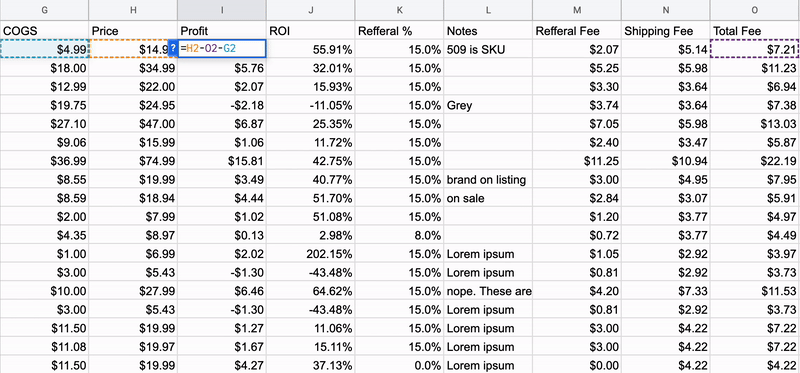 G H I J K L M N O
COGS Price Profit ROI Refferal % Notes Refferal Fee Shipping Fee Total Fee
$4.99 $14.9 ? =H2-O2-G2 55.91% 15.0% 509 is SKU $2.07 $5.14 $7.21
$18.00 $34.99 $5.76 32.01% 15.0% $5.25 $5.98 $11.23
$12.99 $22.00 $2.07 15.93% 15.0% $3.30 $3.64 $6.94
$19.75 $24.95 -$2.18 -11.05% 15.0% Grey $3.74 $3.64 $7.38
$27.10 $47.00 $6.87 25.35% 15.0% $7.05 $5.98 $13.03
$9.06 $15.99 $1.06 11.72% 15.0% $2.40 $3.47 $5.87
$36.99 $74.99 $15.81 42.75% 15.0% $11.25 $10.94 $22.19
$8.55 $19.99 $3.49 40.77% 15.0% brand on listing $3.00 $4.95 $7.95
$8.59 $18.94 $4.44 51.70% 15.0% on sale $2.84 $3.07 $5.91
$2.00 $7.99 $1.02 51.08% 15.0% $1.20 $3.77 $4.97
$4.35 $8.97 $0.13 2.98% 8.0% $0.72 $3.77 $4.49
$1.00 $6.99 $2.02 202.15% 15.0% Lorem ipsum $1.05 $2.92 $3.97
$3.00 $5.43 -$1.30 -43.48% 15.0% Lorem ipsum $0.81 $2.92 $3.73
$10.00 $27.99 $6.46 64.62% 15.0% nope. These are $4.20 $7.33 $11.53
$3.00 $5.43 -$1.30 -43.48% 15.0% Lorem ipsum $0.81 $2.92 $3.73
$11.50 $19.99 $1.27 11.06% 15.0% Lorem ipsum $3.00 $4.22 $7.22
$11.08 $19.97 $1.67 15.11% 15.0% Lorem ipsum $3.00 $4.22 $7.22
$11.50 $19.99 $4.27 37.13% 0.0% Lorem ipsum $0.00 $4.22 $4.22